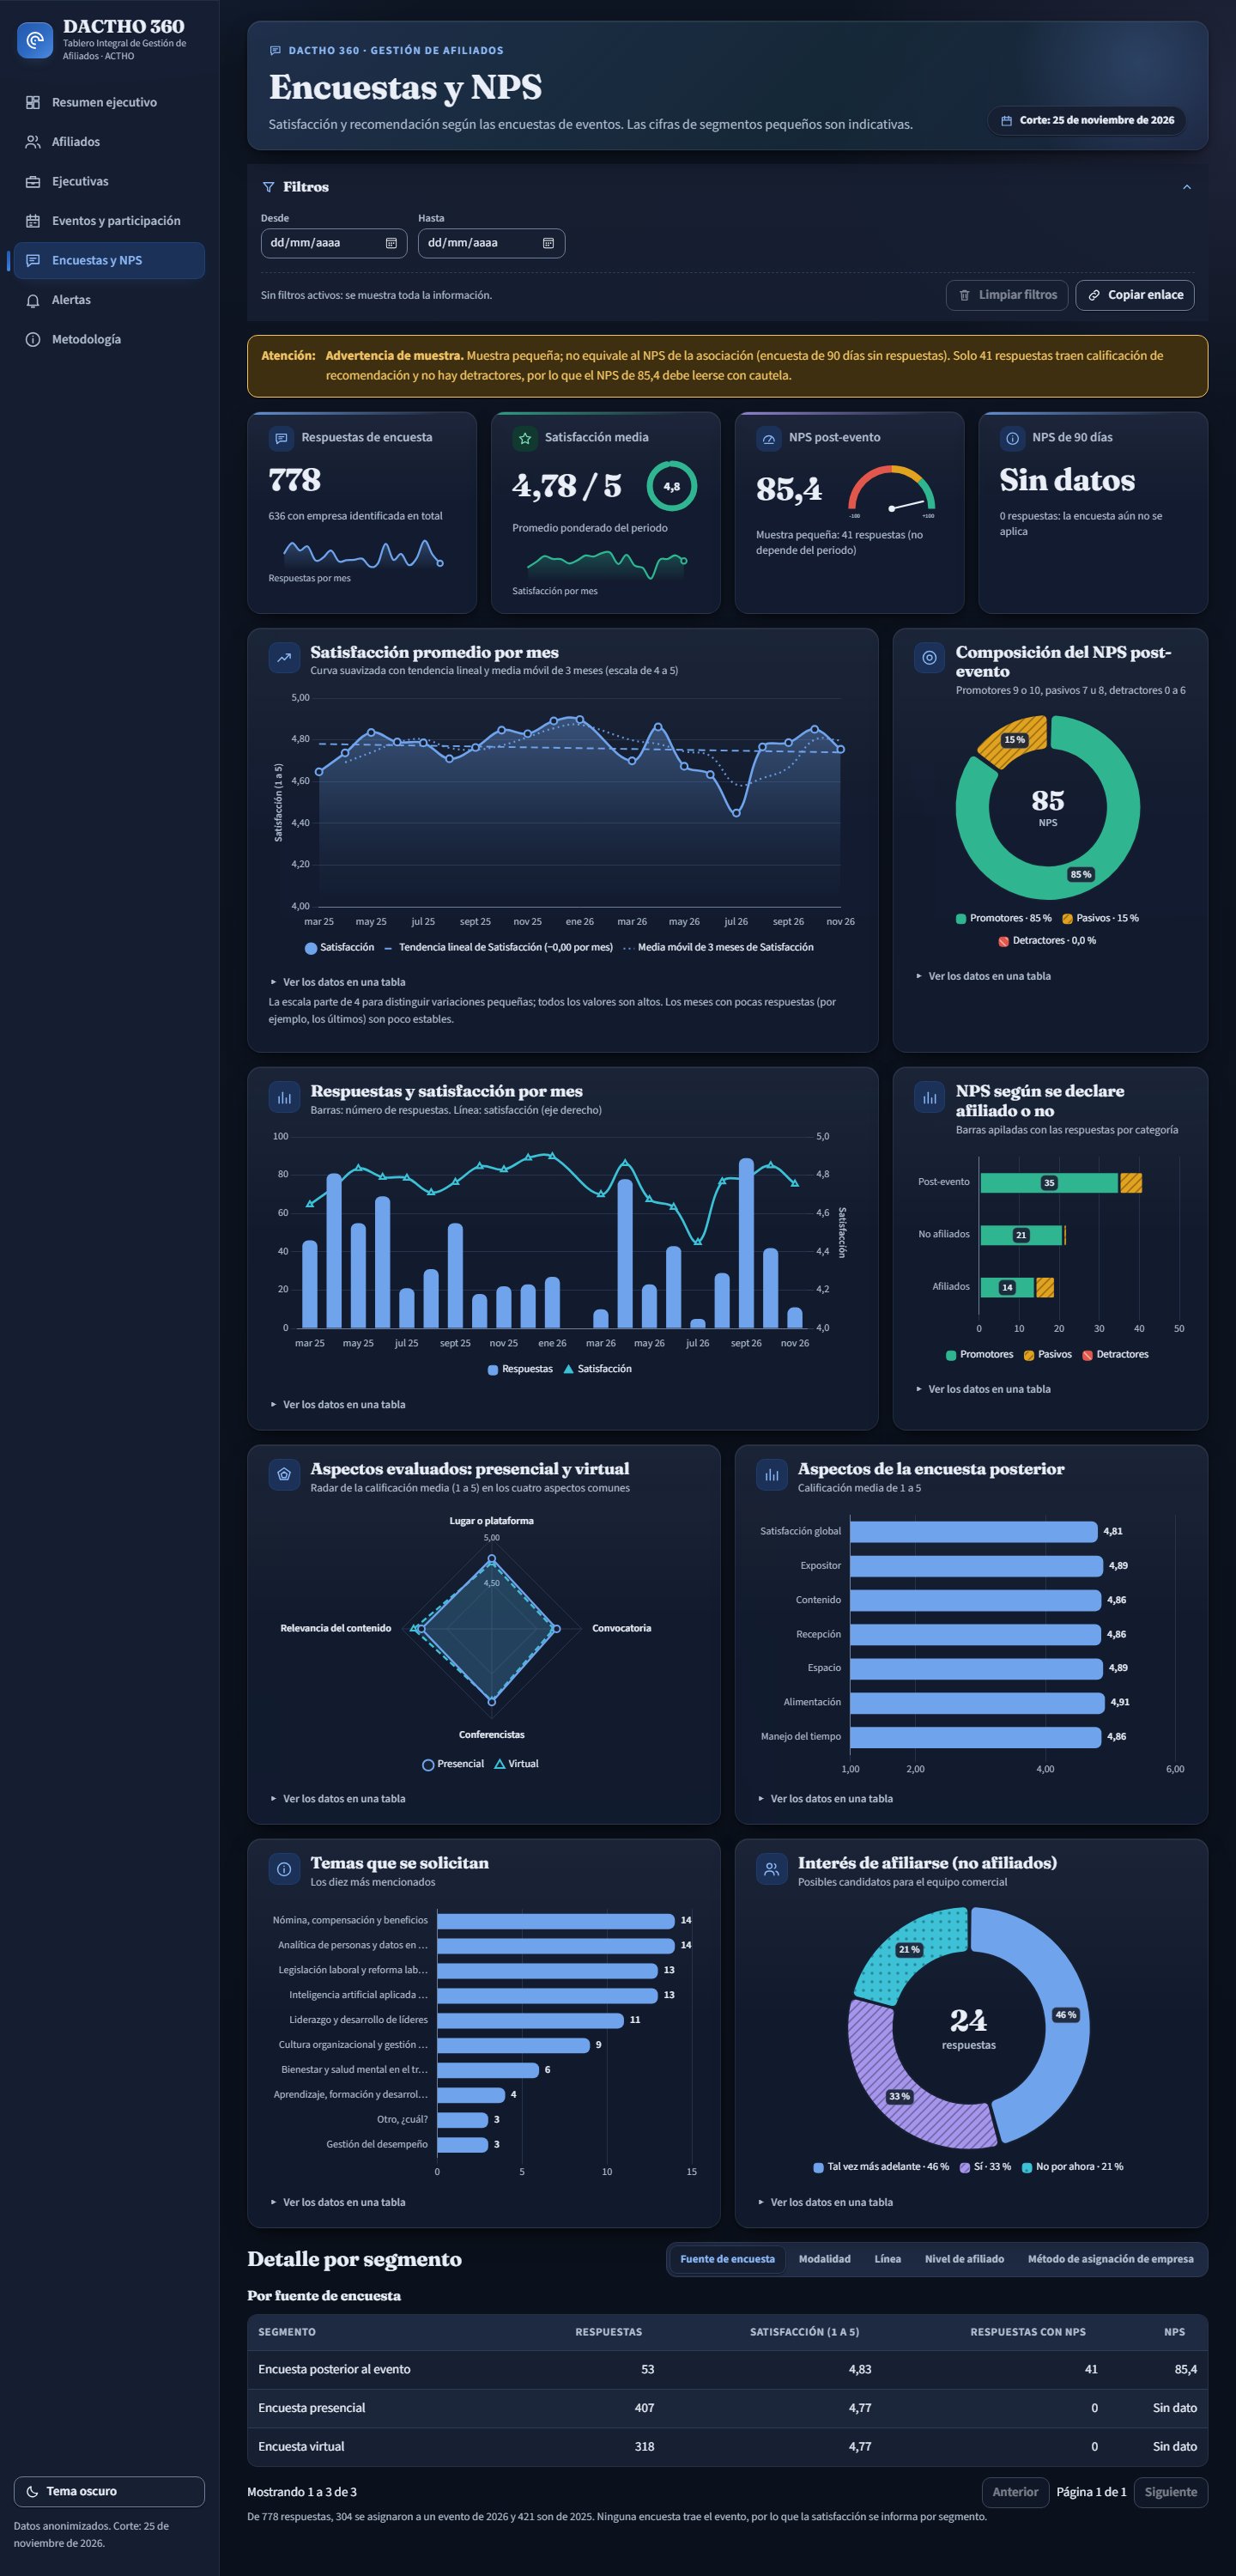 DACTHO 360
Tablero Integral de Gestión de
Afiliados · ACTHO
Resumen ejecutivo
Afiliados
Ejecutivas
Eventos y participación
Encuestas y NPS
Alertas
Metodología
DACTHO 360 · GESTIÓN DE AFILIADOS
Encuestas y NPS
Satisfacción y recomendación según las encuestas de eventos. Las cifras de segmentos pequeños son indicativas.
Corte: 25 de noviembre de 2026
Filtros
Desde
Hasta
dd/mm/aaaa
dd/mm/aaaa
Sin filtros activos: se muestra toda la información.
Limpiar filtros
Copiar enlace
Atención: Advertencia de muestra. Muestra pequeña; no equivale al NPS de la asociación (encuesta de 90 días sin respuestas). Solo 41 respuestas traen calificación de
recomendación y no hay detractores, por lo que el NPS de 85,4 debe leerse con cautela.
Respuestas de encuesta
778
636 con empresa identificada en total
Respuestas por mes
Satisfacción media
4,78 / 5
4,8
Promedio ponderado del periodo
Satisfacción por mes
NPS post-evento
85,4
-100
+100
Muestra pequeña: 41 respuestas (no
depende del periodo)
NPS de 90 días
Sin datos
0 respuestas: la encuesta aún no se
aplica
Satisfacción promedio por mes
Curva suavizada con tendencia lineal y media móvil de 3 meses (escala de 4 a 5)
5,00
4,80
4,60
4,40
4,20
4,00
Satisfacción (1 a 5)
mar 25
may 25
jul 25
sept 25
nov 25
ene 26
mar 26
may 26
jul 26
sept 26
nov 26
Satisfacción
Tendencia lineal de Satisfacción (−0,00 por mes)
Media móvil de 3 meses de Satisfacción
Ver los datos en una tabla
La escala parte de 4 para distinguir variaciones pequeñas; todos los valores son altos. Los meses con pocas respuestas (por
ejemplo, los últimos) son poco estables.
Composición del NPS post-
evento
Promotores 9 o 10, pasivos 7 u 8, detractores 0 a 6
15 %
85
NPS
85 %
Promotores · 85 %
Pasivos · 15 %
Detractores · 0,0 %
Ver los datos en una tabla
Respuestas y satisfacción por mes
Barras: número de respuestas. Línea: satisfacción (eje derecho)
100
80
60
40
20
0
5,0
4,8
4,6
4,4
4,2
4,0
Satisfacción
mar 25
may 25
jul 25
sept 25
nov 25
ene 26
mar 26
may 26
jul 26
sept 26
nov 26
Respuestas
Satisfacción
Ver los datos en una tabla
NPS según se declare
afiliado o no
Barras apiladas con las respuestas por categoría
Post-evento
35
No afiliados
21
Afiliados
14
0
10
20
30
40
50
Promotores
Pasivos
Detractores
Ver los datos en una tabla
Aspectos evaluados: presencial y virtual
Radar de la calificación media (1 a 5) en los cuatro aspectos comunes
Lugar o plataforma
5,00
4,50
Relevancia del contenido
Convocatoria
Conferencistas
Presencial
Virtual
Ver los datos en una tabla
Aspectos de la encuesta posterior
Calificación media de 1 a 5
Satisfacción global
4,81
Expositor
4,89
Contenido
4,86
Recepción
4,86
Espacio
4,89
Alimentación
4,91
Manejo del tiempo
4,86
1,00
2,00
4,00
6,00
Ver los datos en una tabla
Temas que se solicitan
Los diez más mencionados
Nómina, compensación y beneficios
14
Analítica de personas y datos en …
14
Legislación laboral y reforma lab…
13
Inteligencia artificial aplicada …
13
Liderazgo y desarrollo de líderes
11
Cultura organizacional y gestión …
9
Bienestar y salud mental en el tr…
6
Aprendizaje, formación y desarrol…
4
Otro, ¿cuál?
3
Gestión del desempeño
3
0
5
10
15
Ver los datos en una tabla
Interés de afiliarse (no afiliados)
Posibles candidatos para el equipo comercial
21 %
46 %
24
respuestas
33 %
Tal vez más adelante · 46 %
Sí · 33 %
No por ahora · 21 %
Ver los datos en una tabla
Detalle por segmento
Fuente de encuesta
Modalidad
Línea
Nivel de afiliado
Método de asignación de empresa
Por fuente de encuesta
SEGMENTO RESPUESTAS SATISFACCIÓN (1 A 5) RESPUESTAS CON NPS NPS
Encuesta posterior al evento 53 4,83 41 85,4
Encuesta presencial 407 4,77 0 Sin dato
Encuesta virtual 318 4,77 0 Sin dato
Mostrando 1 a 3 de 3
Anterior
Página 1 de 1
Siguiente
De 778 respuestas, 304 se asignaron a un evento de 2026 y 421 son de 2025. Ninguna encuesta trae el evento, por lo que la satisfacción se informa por segmento.
Tema oscuro
Datos anonimizados. Corte: 25 de
noviembre de 2026.